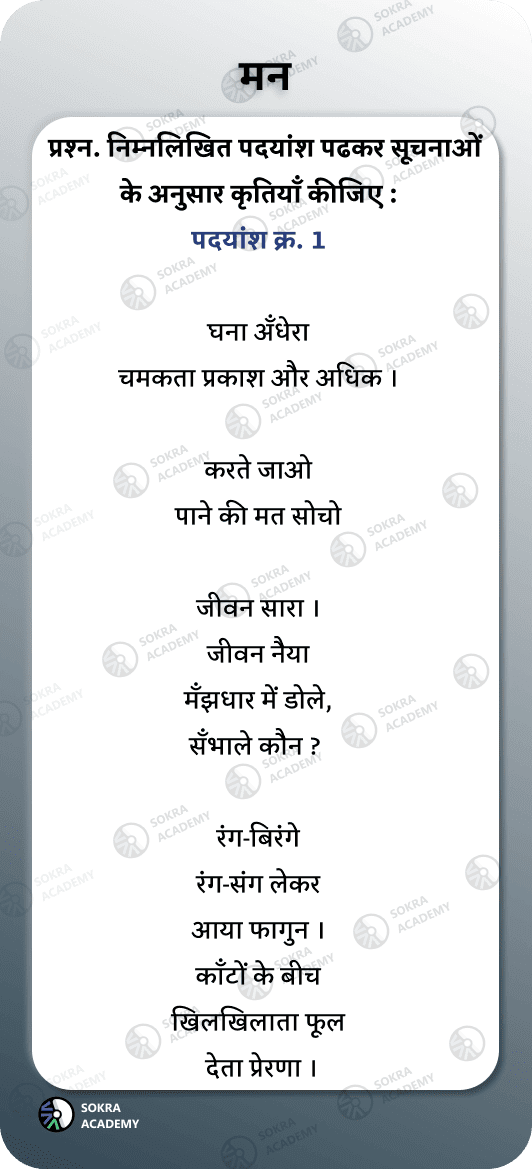 मन
प्रश्न. निम्नलिखित पदयांश पढकर सूचनाओं
के अनुसार कृतियाँ कीजिए :
पदयांश क्र. 1
घना अँधेरा
चमकता प्रकाश और अधिक ।
करते जाओ
पाने की मत सोचो
जीवन सारा ।
जीवन नैया
मँझधार में डोले,
सँभाले कौन ?
रंग-बिरंगे
रंग-संग लेकर
आया फागुन ।
काँटों के बीच
खिलखिलाता फूल
देता प्रेरणा ।
SOKRA
ACADEMY